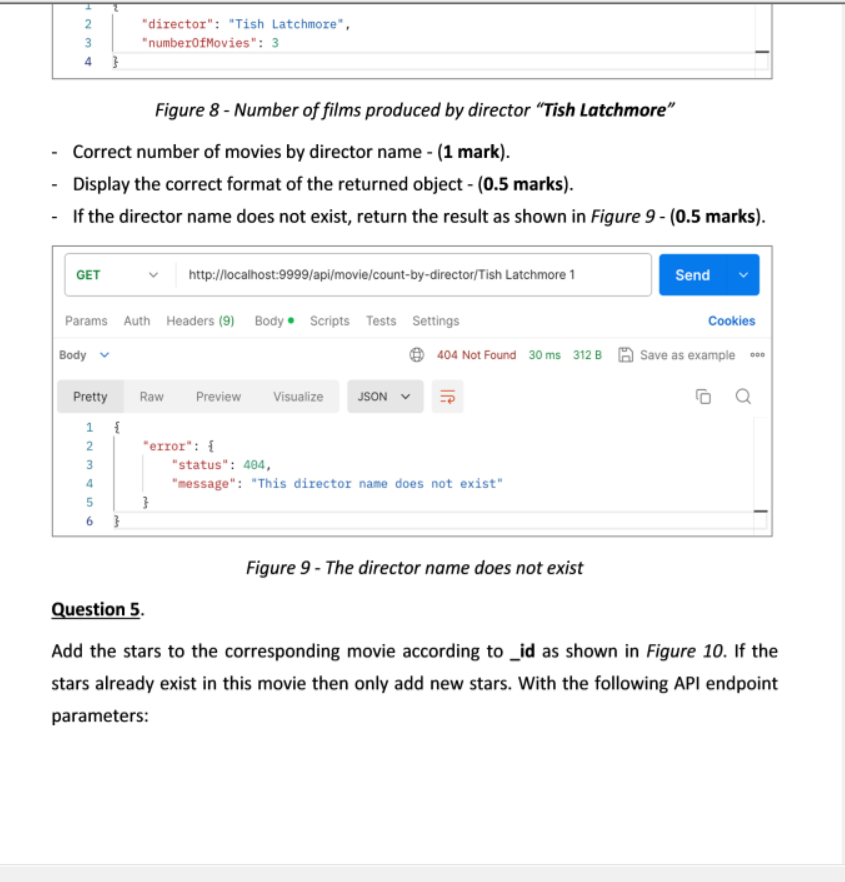 1 {
2 "director": "Tish Latchmore",
3 "numberOfMovies": 3
4 }
Figure 8 - Number of films produced by director “Tish Latchmore”
- Correct number of movies by director name - (1 mark).
- Display the correct format of the returned object - (0.5 marks).
- If the director name does not exist, return the result as shown in Figure 9 - (0.5 marks).
GET http://localhost:9999/api/movie/count-by-director/Tish Latchmore 1 Send
Params Auth Headers (9) Body Scripts Tests Settings Cookies
Body 404 Not Found 30 ms 312 B Save as example
Pretty Raw Preview Visualize JSON
1 {
2 "error": {
3 "status": 404,
4 "message": "This director name does not exist"
5 }
6 }
Figure 9 - The director name does not exist
Question 5.
Add the stars to the corresponding movie according to _id as shown in Figure 10. If the
stars already exist in this movie then only add new stars. With the following API endpoint
parameters: